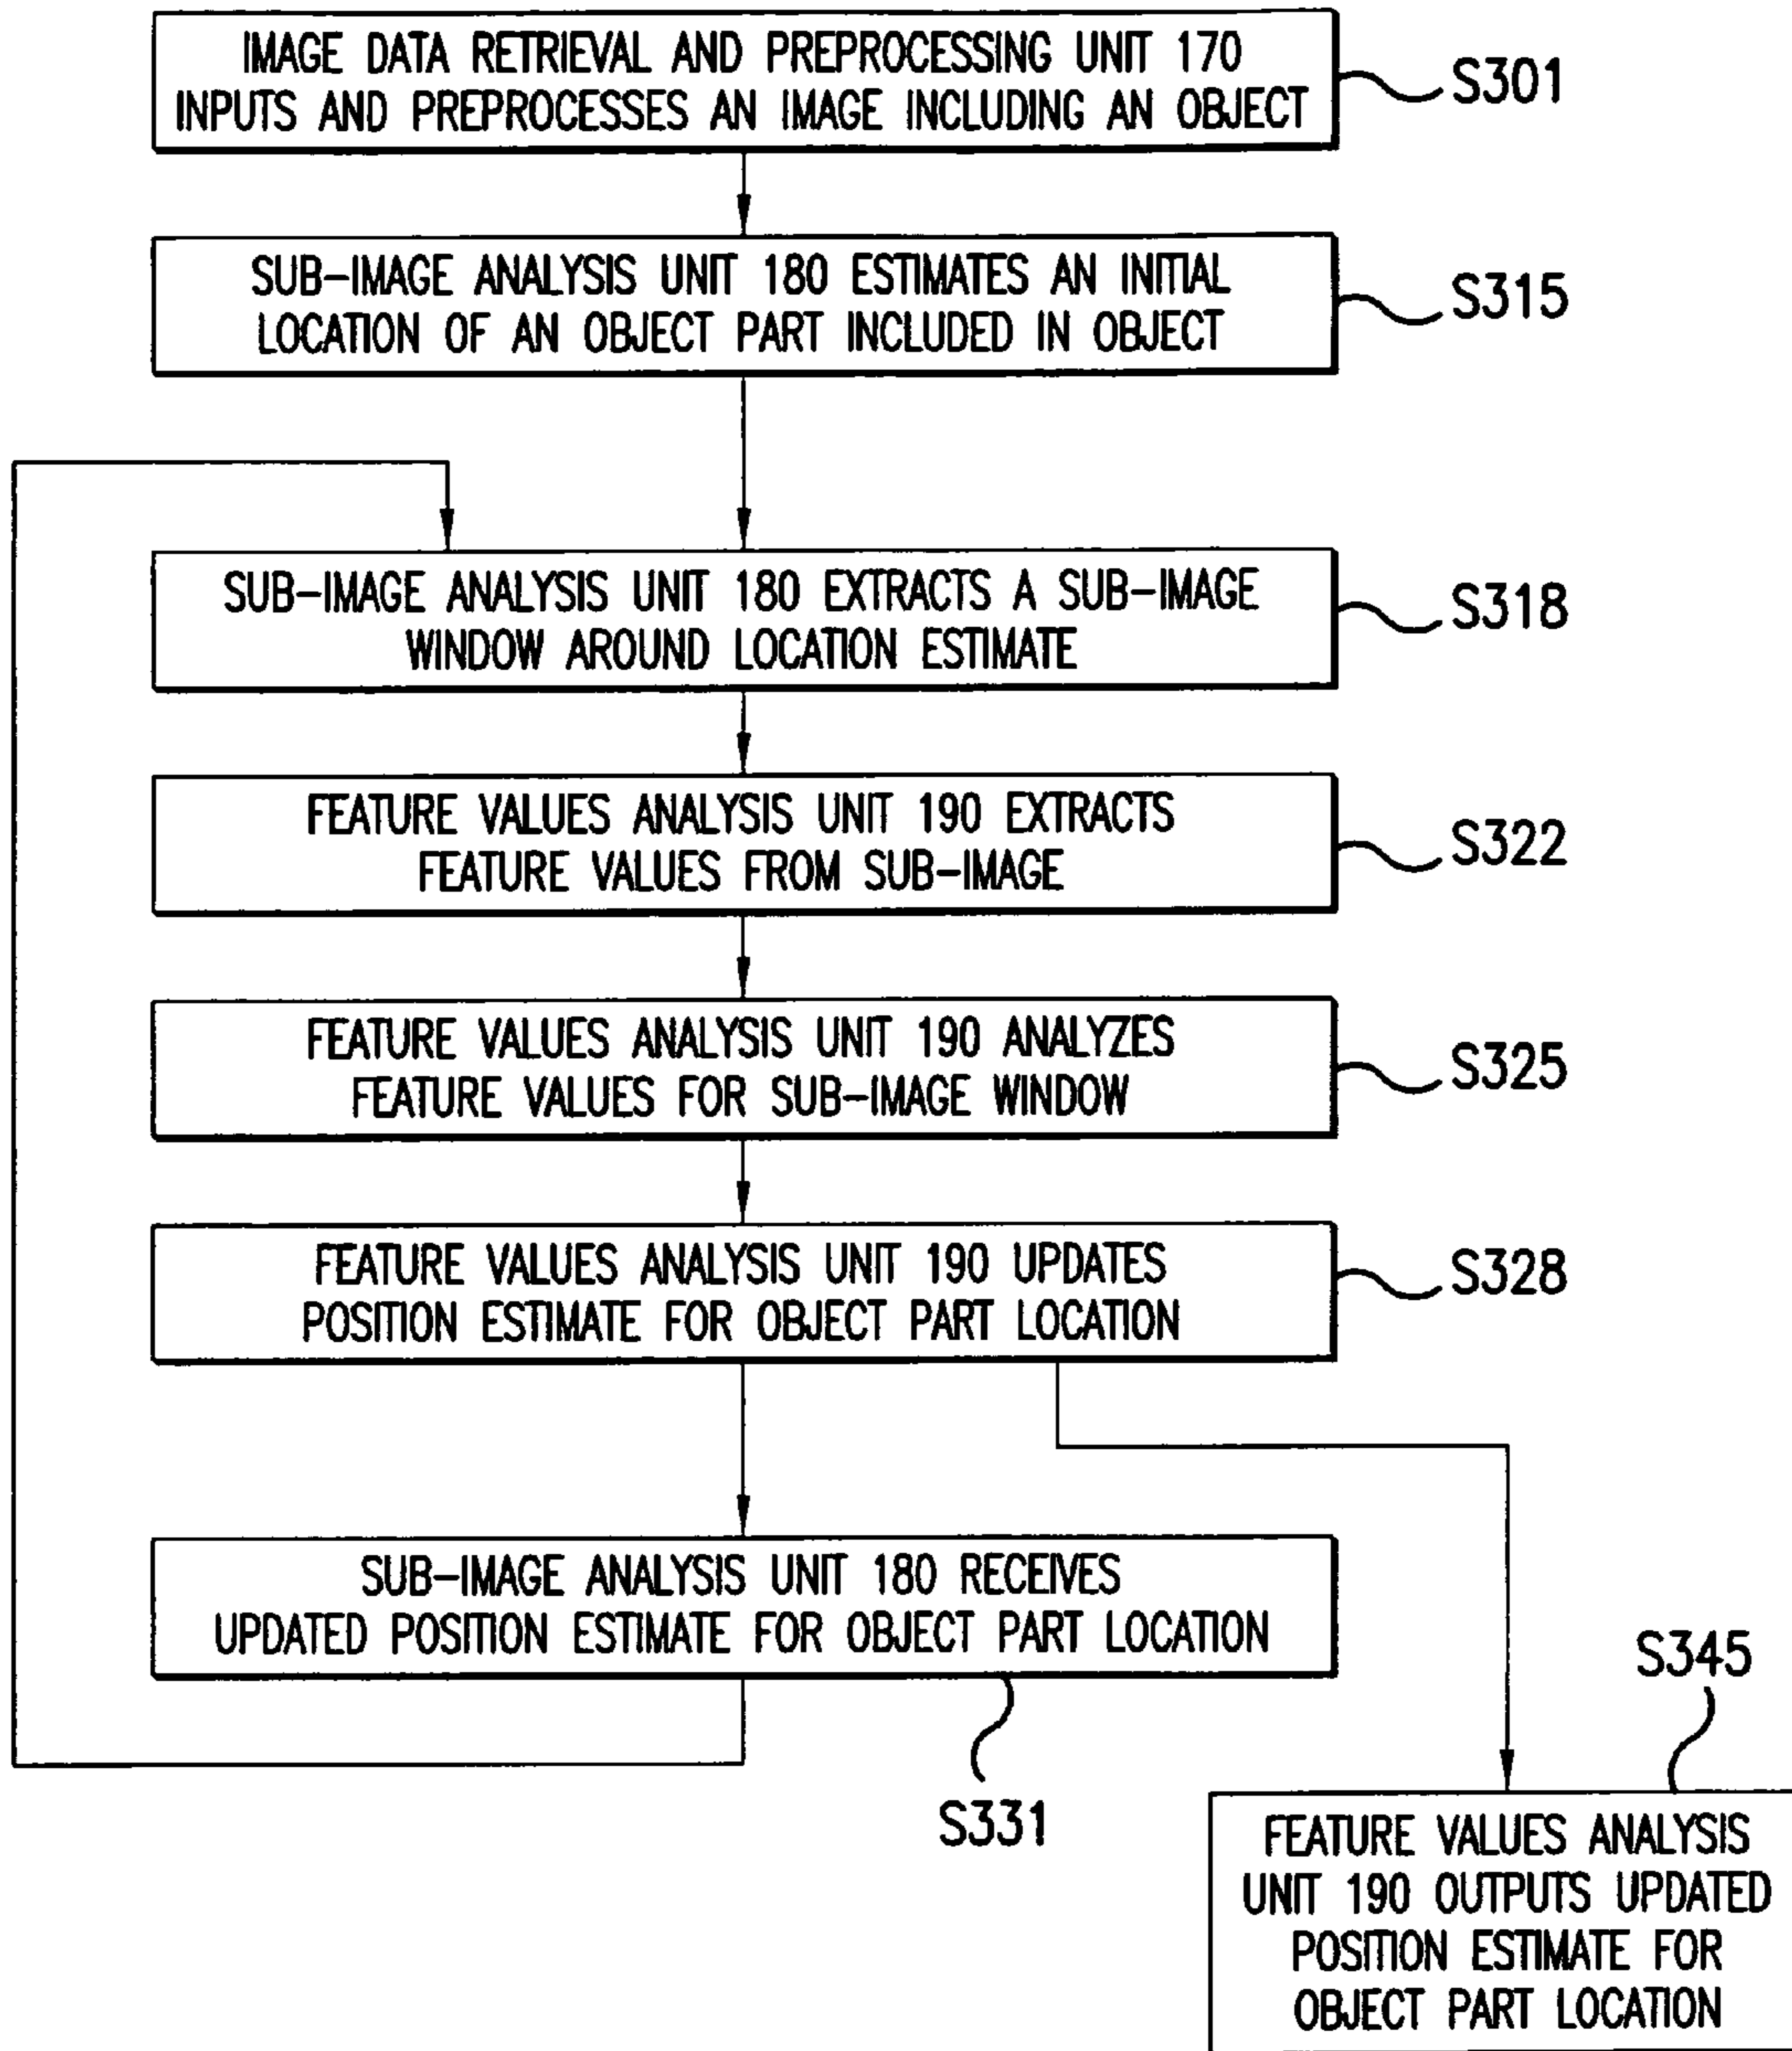 IMAGE DATA RETRIEVAL AND PREPROCESSING UNIT 170
INPUTS AND PREPROCESSES AN IMAGE INCLUDING AN OBJECT
S301
SUB-IMAGE ANALYSIS UNIT 180 ESTIMATES AN INITIAL
LOCATION OF AN OBJECT PART INCLUDED IN OBJECT
S315
SUB-IMAGE ANALYSIS UNIT 180 EXTRACTS A SUB-IMAGE
WINDOW AROUND LOCATION ESTIMATE
S318
FEATURE VALUES ANALYSIS UNIT 190 EXTRACTS
FEATURE VALUES FROM SUB-IMAGE
S322
FEATURE VALUES ANALYSIS UNIT 190 ANALYZES
FEATURE VALUES FOR SUB-IMAGE WINDOW
S325
FEATURE VALUES ANALYSIS UNIT 190 UPDATES
POSITION ESTIMATE FOR OBJECT PART LOCATION
S328
SUB-IMAGE ANALYSIS UNIT 180 RECEIVES
UPDATED POSITION ESTIMATE FOR OBJECT PART LOCATION
S331
S345
FEATURE VALUES ANALYSIS
UNIT 190 OUTPUTS UPDATED
POSITION ESTIMATE FOR
OBJECT PART LOCATION